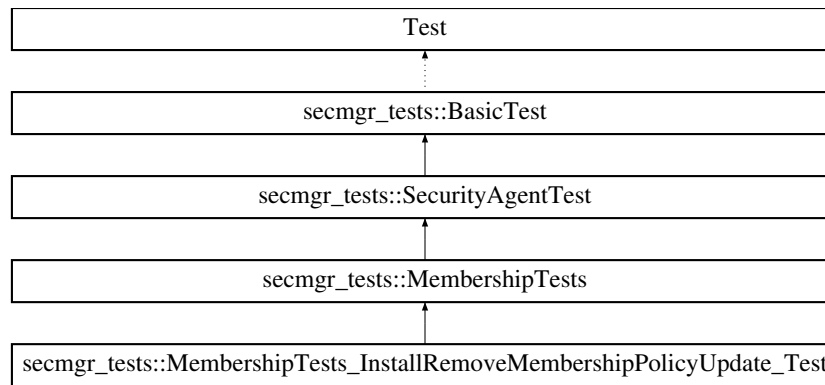 Test
secmgr_tests::BasicTest
secmgr_tests::SecurityAgentTest
secmgr_tests::MembershipTests
secmgr_tests::MembershipTests_InstallRemoveMembershipPolicyUpdate_Test